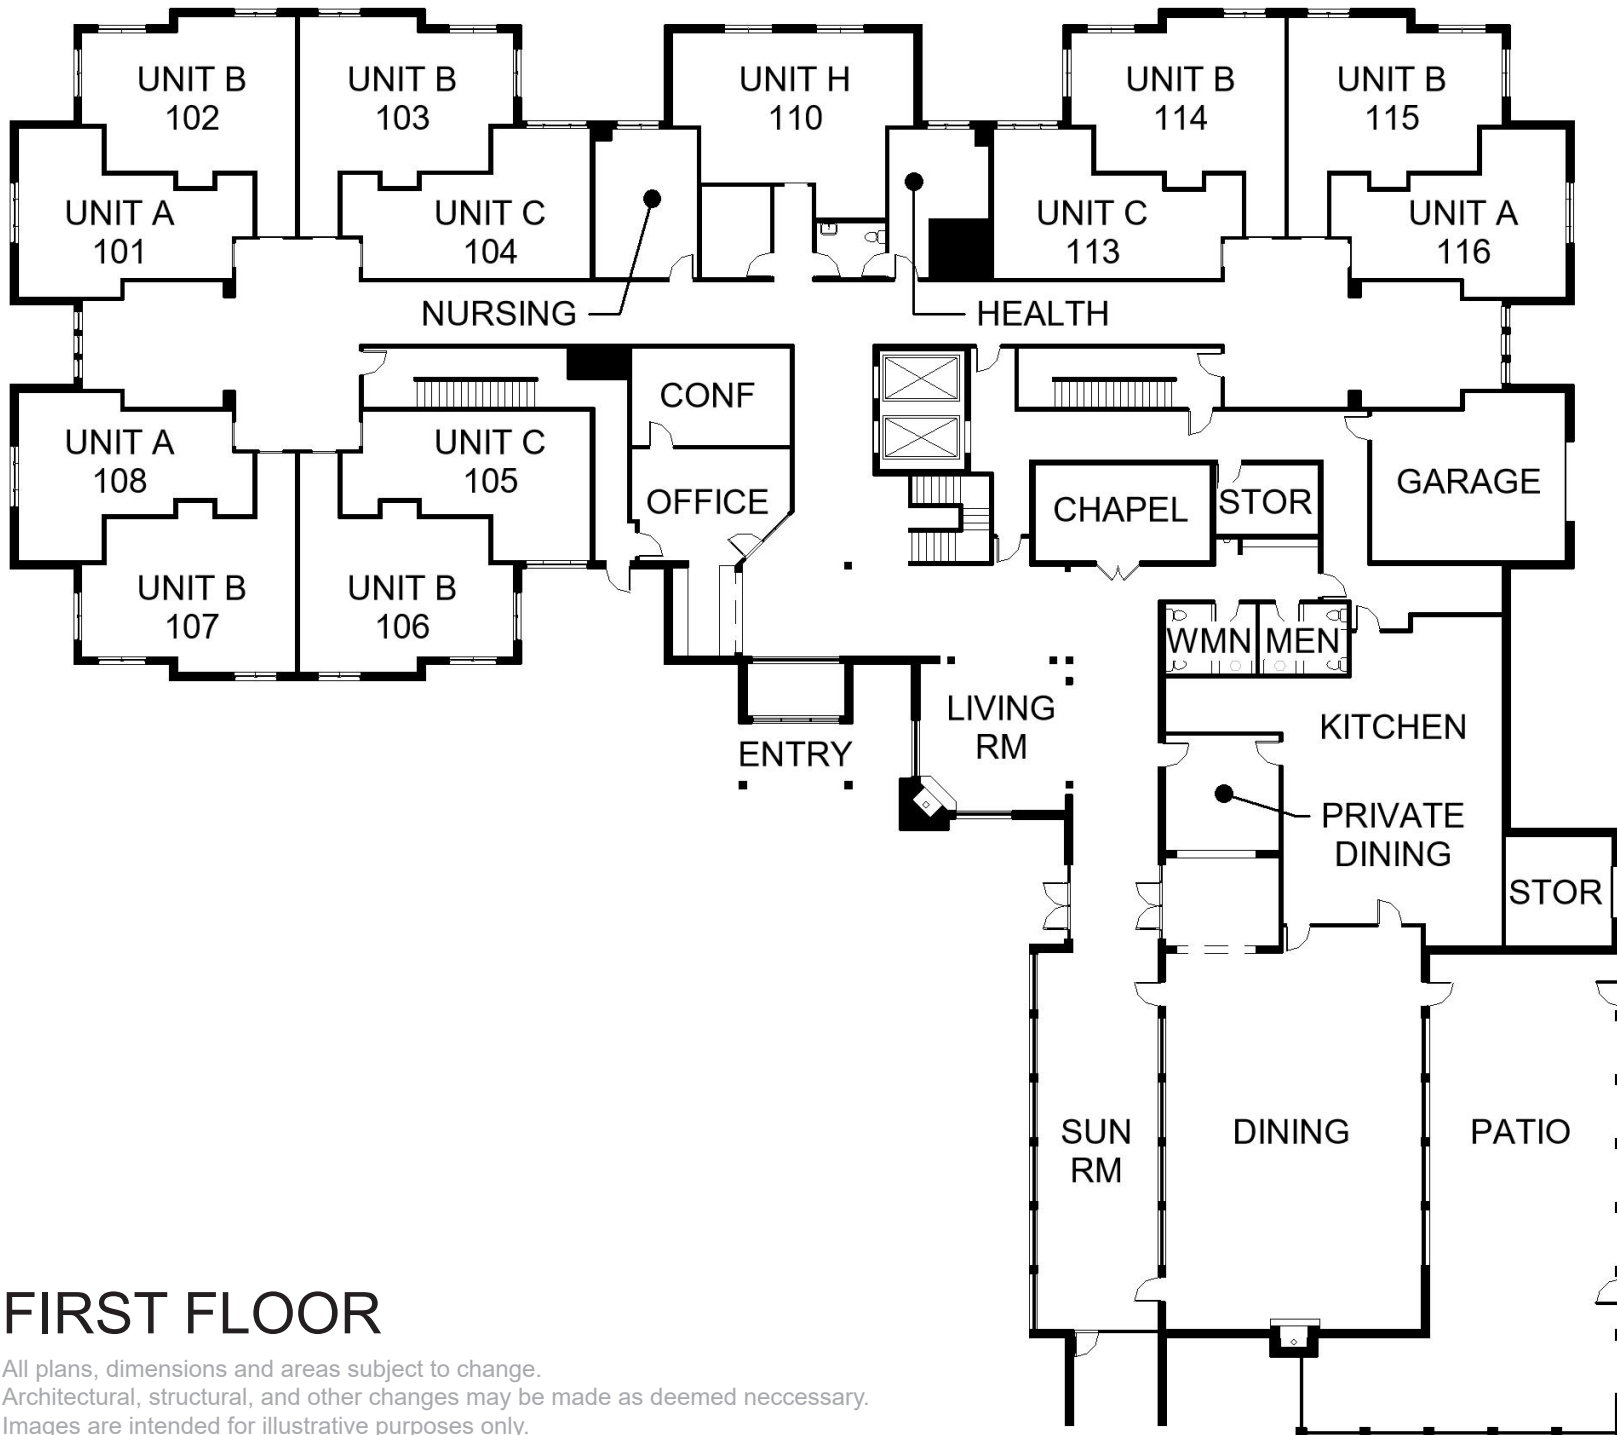 UNIT B
102
UNIT B
103
UNIT H
110
UNIT B
114
UNIT B
115
UNIT A
101
UNIT C
104
UNIT C
113
UNIT A
116
NURSING
HEALTH
CONF
UNIT A
108
UNIT C
105
OFFICE
CHAPEL
STOR
GARAGE
UNIT B
107
UNIT B
106
WMN
MEN
LIVING
RM
KITCHEN
ENTRY
PRIVATE
DINING
STOR
SUN
RM
DINING
PATIO
FIRST FLOOR
All plans, dimensions and areas subject to change.
Architectural, structural, and other changes may be made as deemed neccessary.
Images are intended for illustrative purposes only.